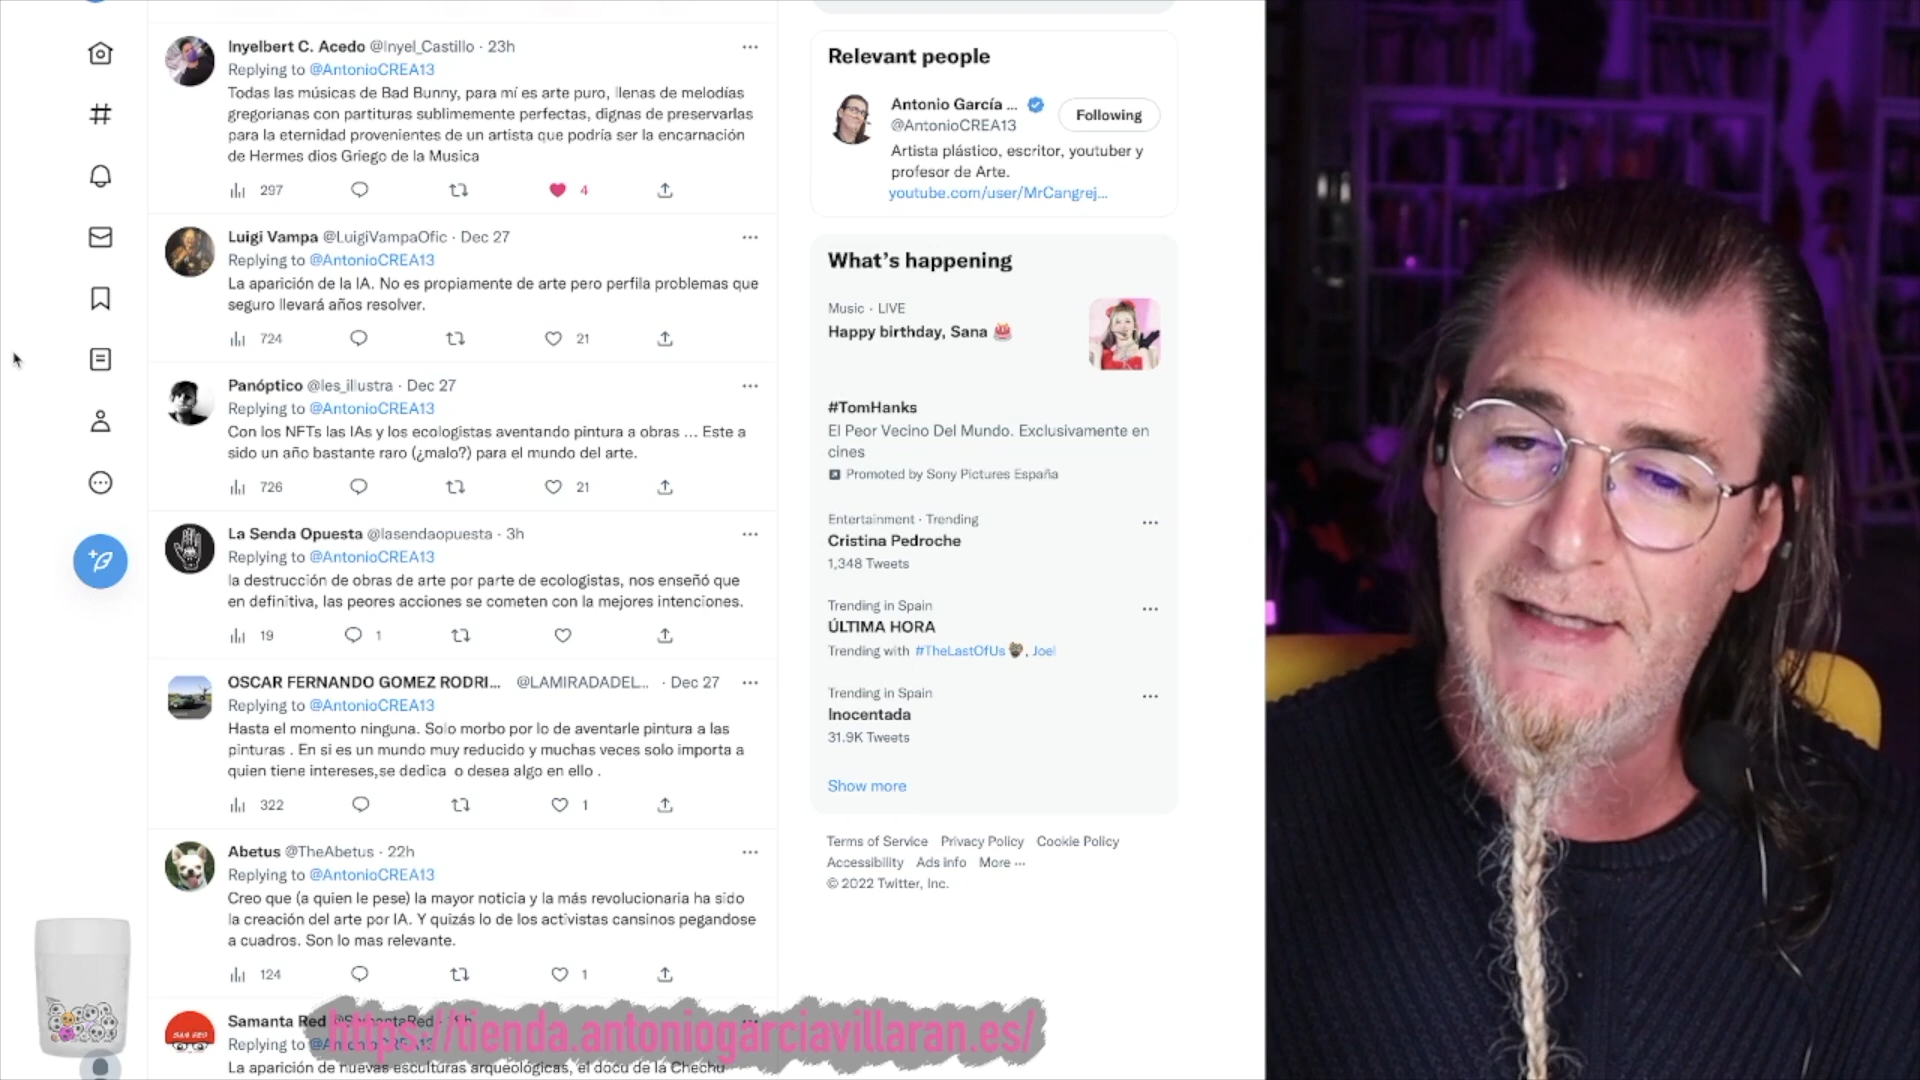 Inyelbert C. Acedo @Inyel_Castillo · 23h
Replying to @AntonioCREA13
Todas las músicas de Bad Bunny, para mí es arte puro, llenas de melodías
gregorianas con partituras sublimemente perfectas, dignas de preservarlas
para la eternidad provenientes de un artista que podría ser la encarnación
de Hermes dios Griego de la Musica
297 4
Luigi Vampa @LuigiVampaOfic · Dec 27
Replying to @AntonioCREA13
La aparición de la IA. No es propiamente de arte pero perfila problemas que
seguro llevará años resolver.
724 21
Panóptico @les_illustra · Dec 27
Replying to @AntonioCREA13
Con los NFTs las IAs y los ecologistas aventando pintura a obras ... Este a
sido un año bastante raro (¿malo?) para el mundo del arte.
726 21
La Senda Opuesta @lasendaopuesta · 3h
Replying to @AntonioCREA13
la destrucción de obras de arte por parte de ecologistas, nos enseñó que
en definitiva, las peores acciones se cometen con la mejores intenciones.
19 1
OSCAR FERNANDO GOMEZ RODRI... @LAMIRADADEL... · Dec 27
Replying to @AntonioCREA13
Hasta el momento ninguna. Solo morbo por lo de aventarle pintura a las
pinturas . En si es un mundo muy reducido y muchas veces solo importa a
quien tiene intereses,se dedica o desea algo en ello .
322 1
Abetus @TheAbetus · 22h
Replying to @AntonioCREA13
Creo que (a quien le pese) la mayor noticia y la más revolucionaria ha sido
la creación del arte por IA. Y quizás lo de los activistas cansinos pegandose
a cuadros. Son lo mas relevante.
124 1
Samanta Red @SamantaRed
Replying to @AntonioCREA13
La aparición de nuevas esculturas arqueológicas, el docu de la Chechu
https://tienda.antoniogarciavillaran.es/
Relevant people
Antonio García ...
@AntonioCREA13
Following
Artista plástico, escritor, youtuber y
profesor de Arte.
youtube.com/user/MrCangrej...
What's happening
Music · LIVE
Happy birthday, Sana
#TomHanks
El Peor Vecino Del Mundo. Exclusivamente en
cines
Promoted by Sony Pictures España
Entertainment · Trending
Cristina Pedroche
1,348 Tweets
Trending in Spain
ÚLTIMA HORA
Trending with #TheLastOfUs , Joel
Trending in Spain
Inocentada
31.9K Tweets
Show more
Terms of Service Privacy Policy Cookie Policy
Accessibility Ads info More ...
© 2022 Twitter, Inc.